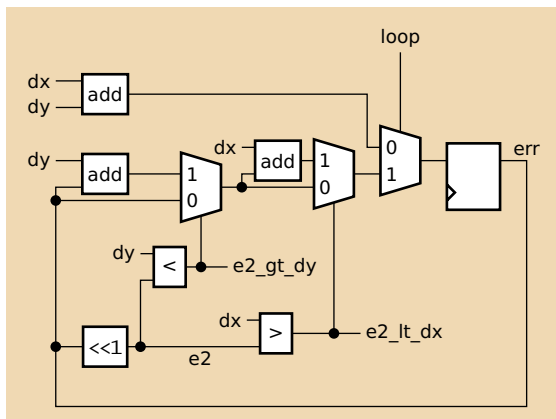 loop
dx
dy
add
0
1
err
dy
add
1
0
dx
add
1
0
dy
<
e2_gt_dy
dx
>
e2_lt_dx
<<1
e2